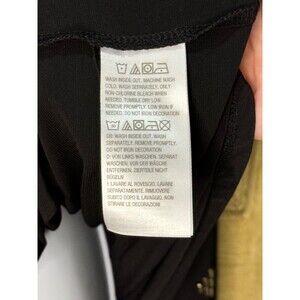 WASH INSIDE OUT. MACHINE WASH
COLD. WASH SEPARATELY. ONLY
NON-CHLORINE BLEACH WHEN
NEEDED. TUMBLE DRY LOW.
REMOVE PROMPTLY. LOW IRON IF
NEEDED. DO NOT IRON DECORATION
GB: WASH INSIDE OUT. WASH
SEPARATELY. REMOVE PROMPTLY.
DO NOT IRON DECORATION.
D: VON LINKS WASCHEN. SEPARAT
WASCHEN. VOR DER WÄSCHE
ENTFERNEN. ZIERTEILE NICHT
BÜGELN
I: LAVARE AL ROVESCIO. LAVARE
SEPARATAMENTE. RIMUOVERE
SUBITO DOPO IL LAVAGGIO. NON
STIRARE LE DECORAZIONI